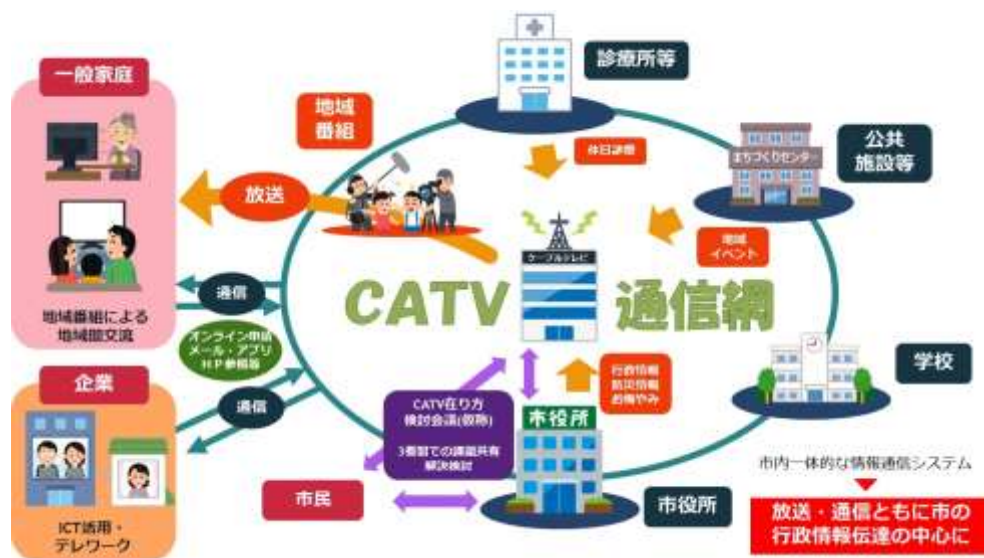 一般家庭
地域番組による
地域間交流
企業
ICT活用・
テレワーク
放送
通信
オンライン申請
メール・アプリ
通信
地域
番組
診療所等
休日診療
公共
施設等
まちづくりセンター
地域
イベント
ケーブルテレビ
CATV
通信網
学校
行政情報
防災情報
お悔やみ
CATV在り方
検討会議(仮称)
3者間での課題共有
解決検討
市役所
市役所
市民
市内一体的な情報通信システム
放送・通信ともに市の
行政情報伝達の中心に